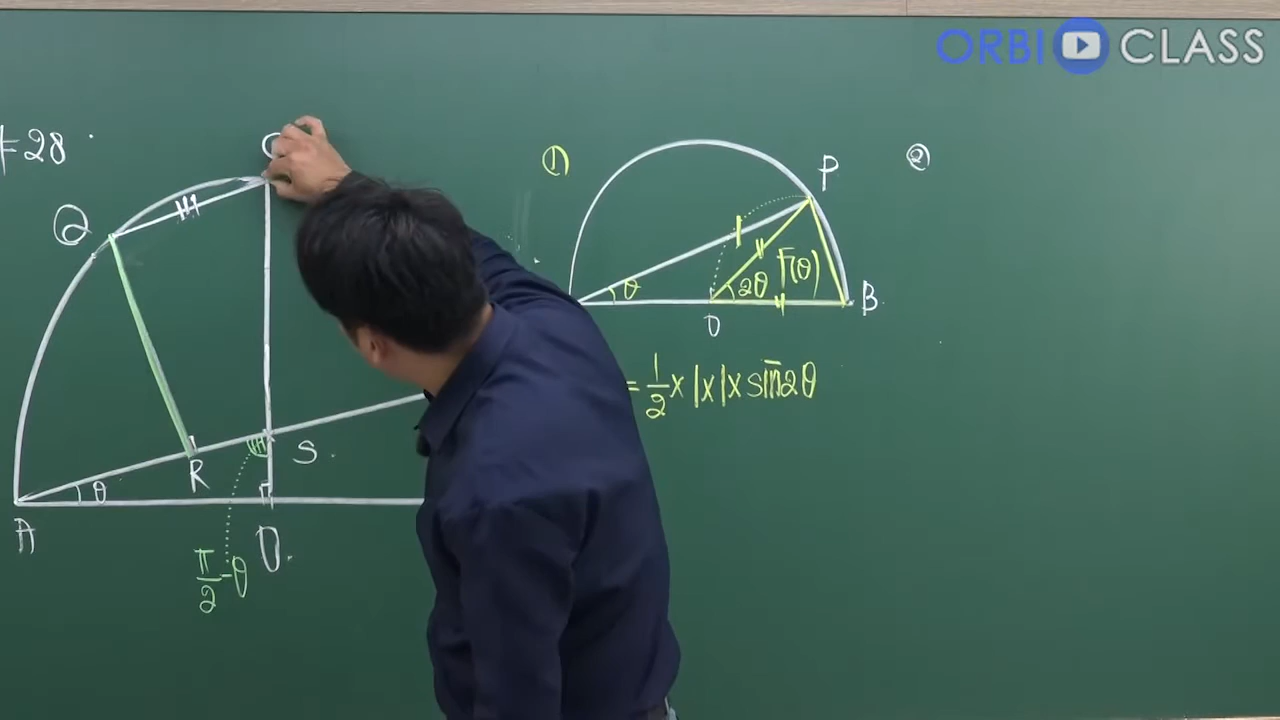 ORBI CLASS
28
①
P
②
Q
θ
2θ
F(θ)
B
O
= 1/2 × 1 × 1 × sin2θ
S
R
θ
A
O
π/2 - θ